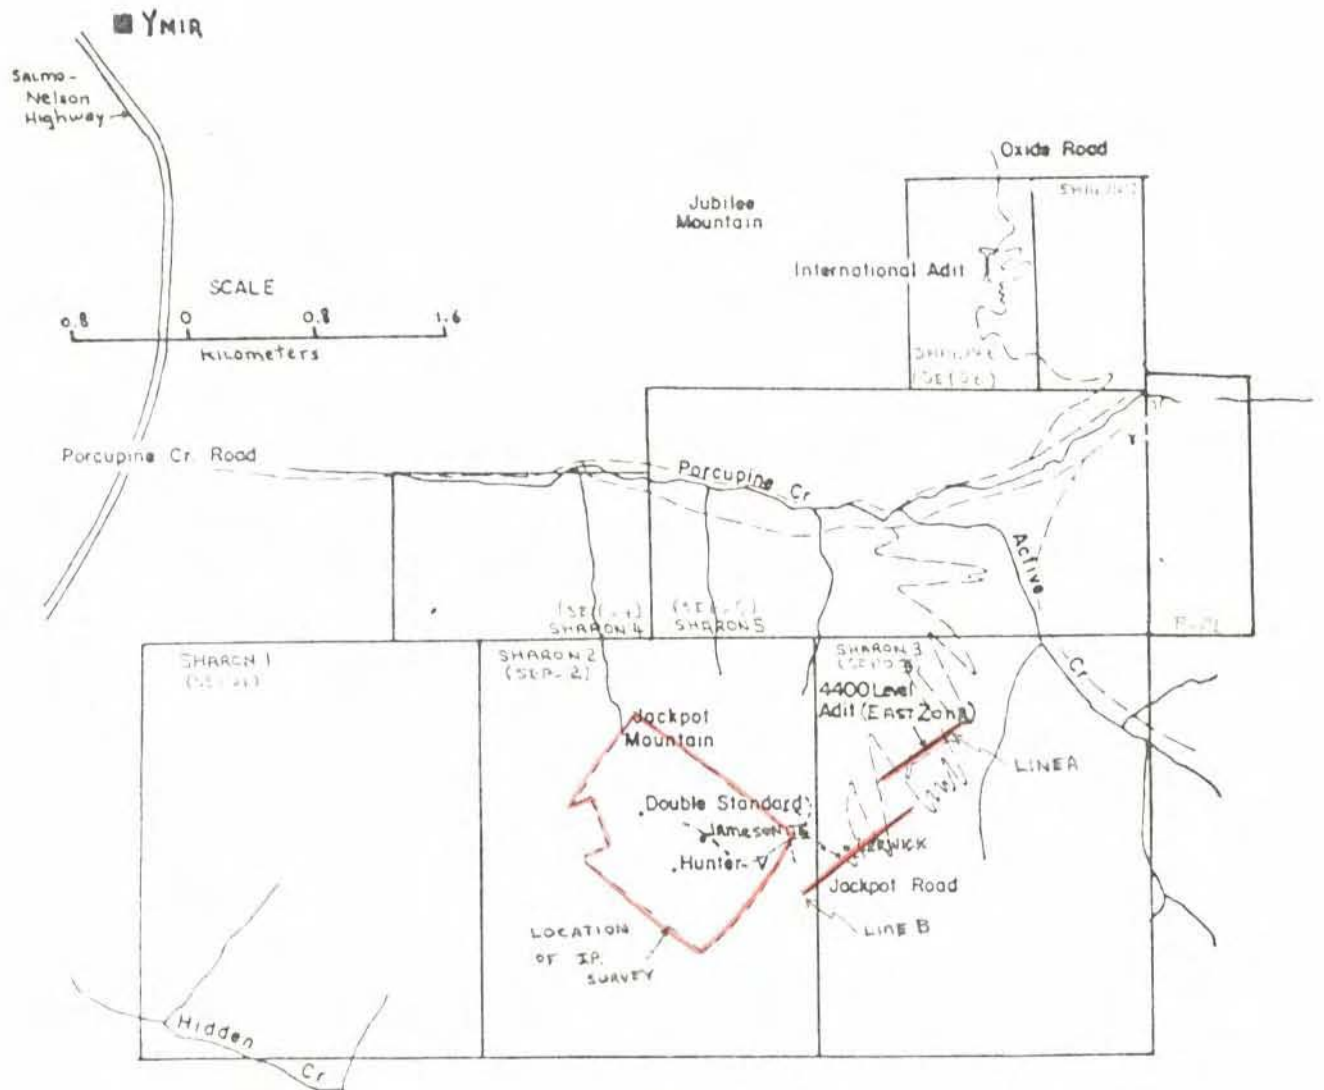 YMIR
SALMO-
Nelson
Highway
Oxide Road
Jubilee
Mountain
International Adit
SCALE
0.8 0 0.8 1.6
Kilometers
Porcupine Cr. Road
Porcupine Cr
Active
Cr
SHARON 4
SHARON 5
SHARON 1
SHARON 2
(SEP-2)
SHARON 3
4400 Level
Adit (EAST ZONE)
Jackpot
Mountain
LINE A
Double Standard
JAMESON
Hunter-V
Jackpot Road
LINE B
LOCATION
OF I.P.
SURVEY
Hidden
Cr